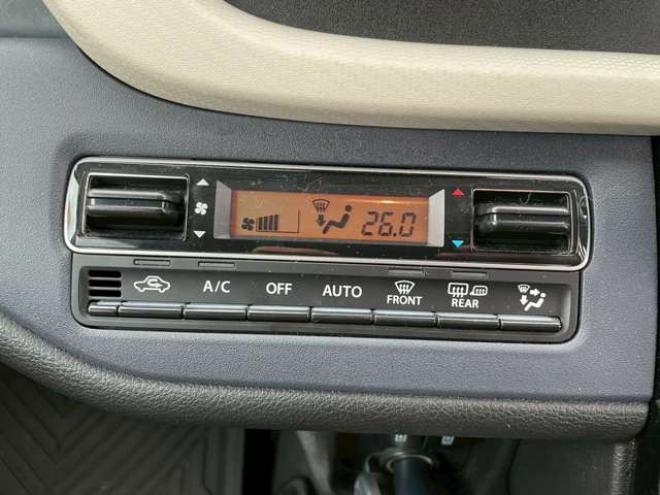 26.0
A/C OFF AUTO FRONT REAR